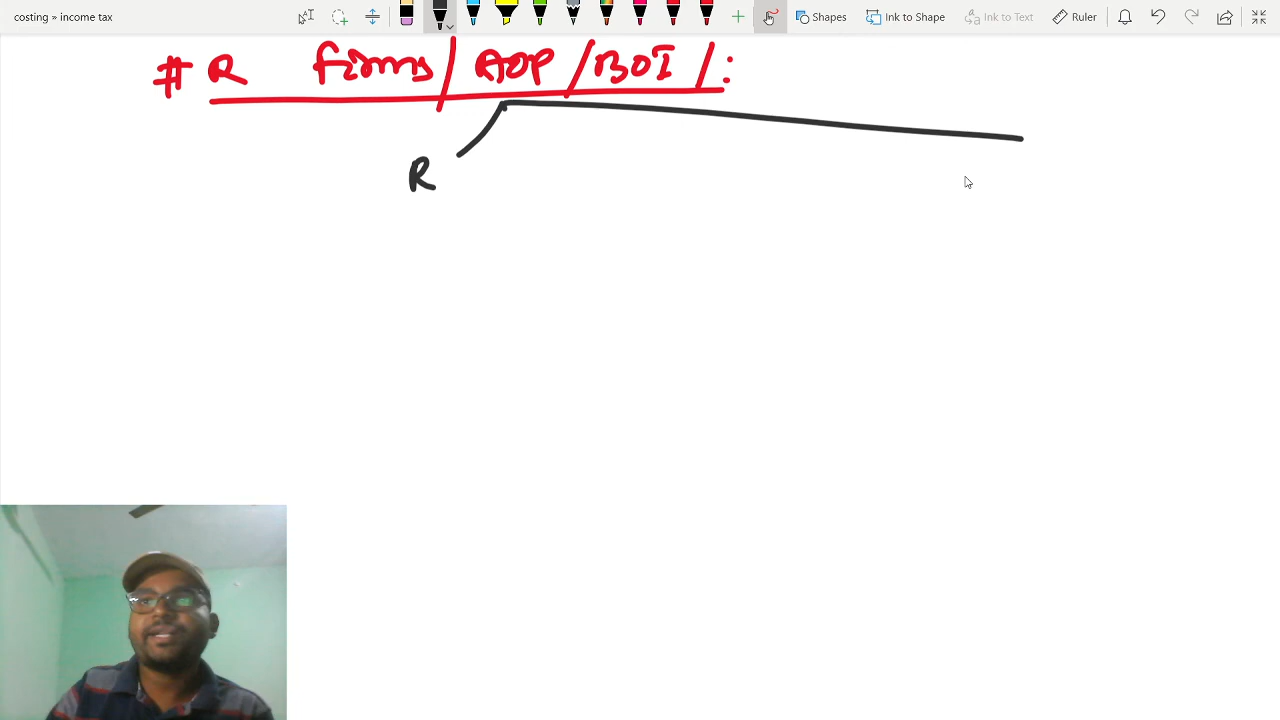 costing » income tax
Shapes
Ink to Shape
Ink to Text
Ruler
# R firms / AOP / BOI / :
R